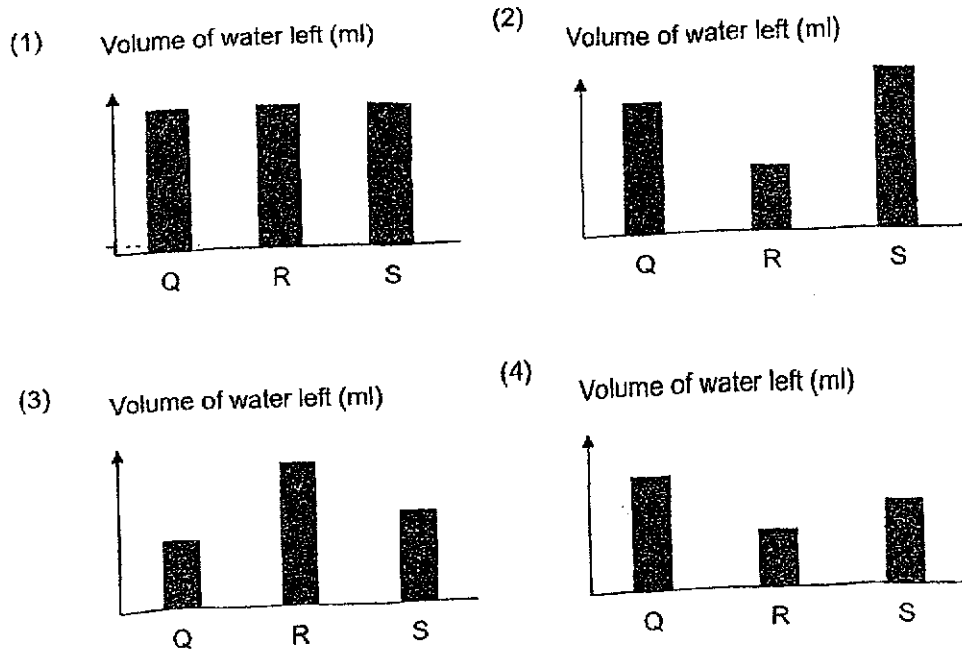 (1) Volume of water left (ml)
Q R S
(2) Volume of water left (ml)
Q R S
(3) Volume of water left (ml)
Q R S
(4) Volume of water left (ml)
Q R S